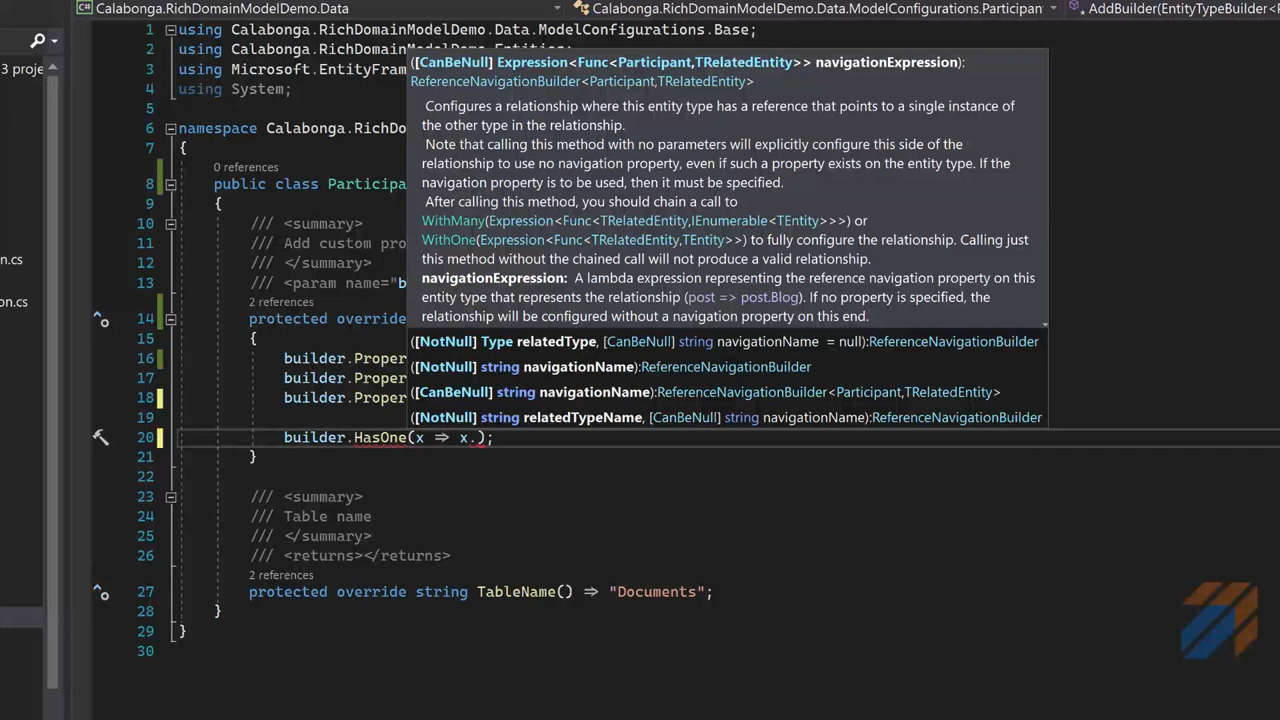 Calabonga.RichDomainModelDemo.Data
Calabonga.RichDomainModelDemo.Data.ModelConfigurations.Participan
AddBuilder(EntityTypeBuilder<P
3 proje
n.cs
on.cs
1 using Calabonga.RichDomainModelDemo.Data.ModelConfigurations.Base;
2 using Calabonga.RichDomainModelDemo.Entities;
3 using Microsoft.EntityFram
4 using System;
5
6 namespace Calabonga.RichDo
7 {
0 references
8 public class Participa
9 {
10 /// <summary>
11 /// Add custom pro
12 /// </summary>
13 /// <param name="b
2 references
14 protected override
15 {
16 builder.Proper
17 builder.Proper
18 builder.Proper
19
20 builder.HasOne(x => x.);
21 }
22
23 /// <summary>
24 /// Table name
25 /// </summary>
26 /// <returns></returns>
2 references
27 protected override string TableName() => "Documents";
28 }
29 }
30
([CanBeNull] Expression<Func<Participant,TRelatedEntity>> navigationExpression):
ReferenceNavigationBuilder<Participant,TRelatedEntity>
Configures a relationship where this entity type has a reference that points to a single instance of
the other type in the relationship.
Note that calling this method with no parameters will explicitly configure this side of the
relationship to use no navigation property, even if such a property exists on the entity type. If the
navigation property is to be used, then it must be specified.
After calling this method, you should chain a call to
WithMany(Expression<Func<TRelatedEntity,IEnumerable<TEntity>>>) or
WithOne(Expression<Func<TRelatedEntity,TEntity>>) to fully configure the relationship. Calling just
this method without the chained call will not produce a valid relationship.
navigationExpression: A lambda expression representing the reference navigation property on this
entity type that represents the relationship (post => post.Blog). If no property is specified, the
relationship will be configured without a navigation property on this end.
([NotNull] Type relatedType, [CanBeNull] string navigationName = null):ReferenceNavigationBuilder
([NotNull] string navigationName):ReferenceNavigationBuilder
([CanBeNull] string navigationName):ReferenceNavigationBuilder<Participant,TRelatedEntity>
([NotNull] string relatedTypeName, [CanBeNull] string navigationName):ReferenceNavigationBuilder